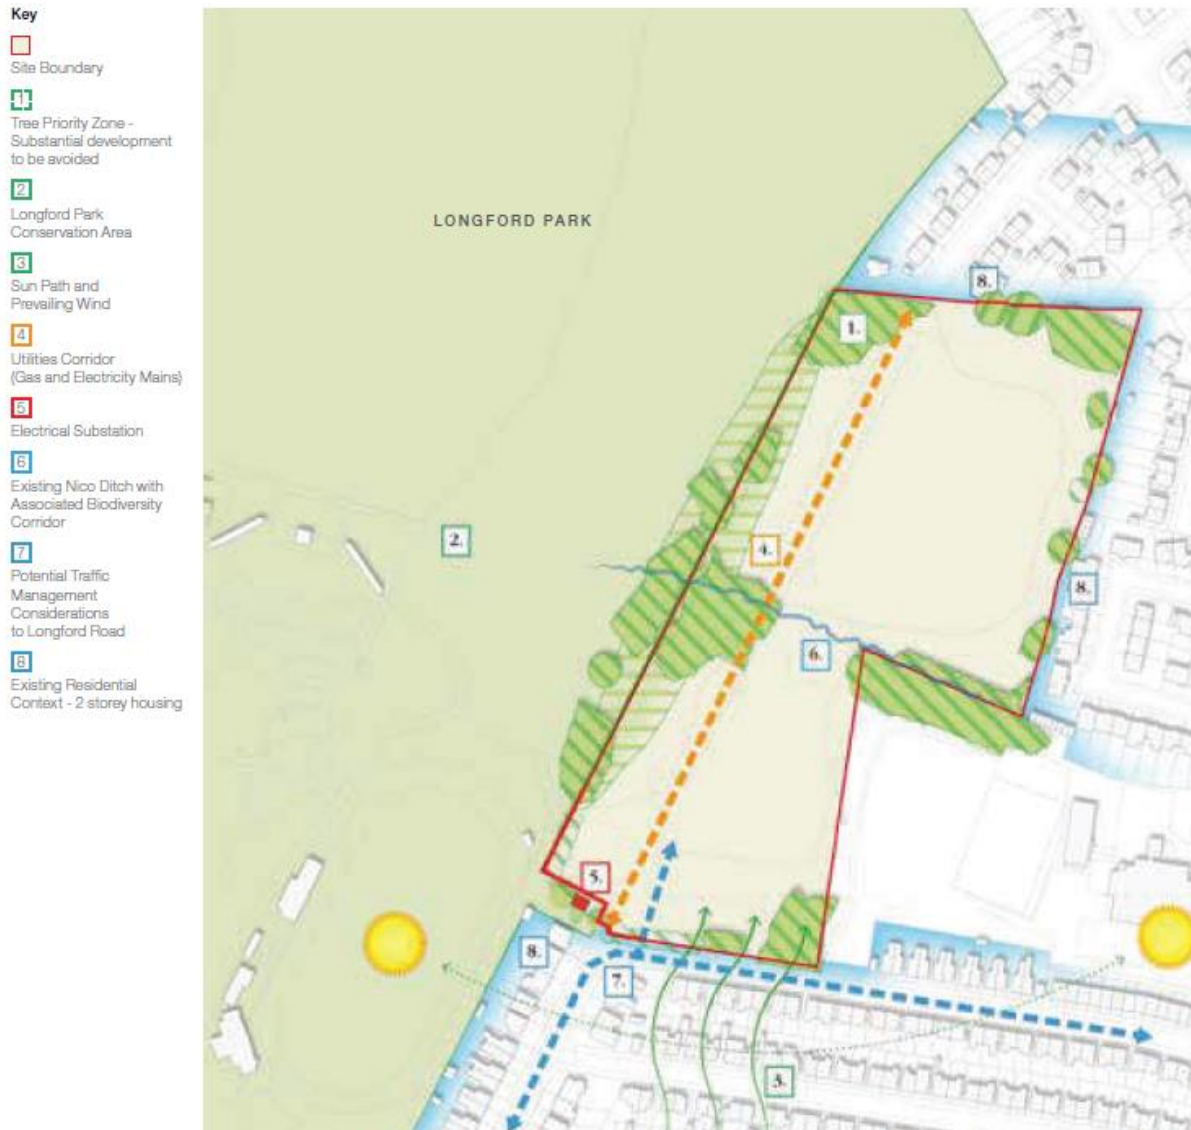 Key
Site Boundary
1
Tree Priority Zone -
Substantial development
to be avoided
2
Longford Park
Conservation Area
3
Sun Path and
Prevailing Wind
4
Utilities Corridor
(Gas and Electricity Mains)
5
Electrical Substation
6
Existing Nico Ditch with
Associated Biodiversity
Corridor
7
Potential Traffic
Management
Considerations
to Longford Road
8
Existing Residential
Context - 2 storey housing
LONGFORD PARK
8.
1.
2.
4.
8.
6.
5.
8.
7.
3.